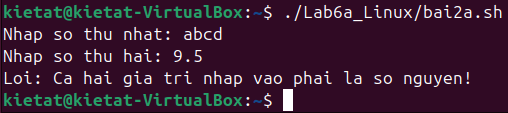 kietat@kietat-VirtualBox:~$ ./Lab6a_Linux/bai2a.sh
Nhap so thu nhat: abcd
Nhap so thu hai: 9.5
Loi: Ca hai gia tri nhap vao phai la so nguyen!
kietat@kietat-VirtualBox:~$